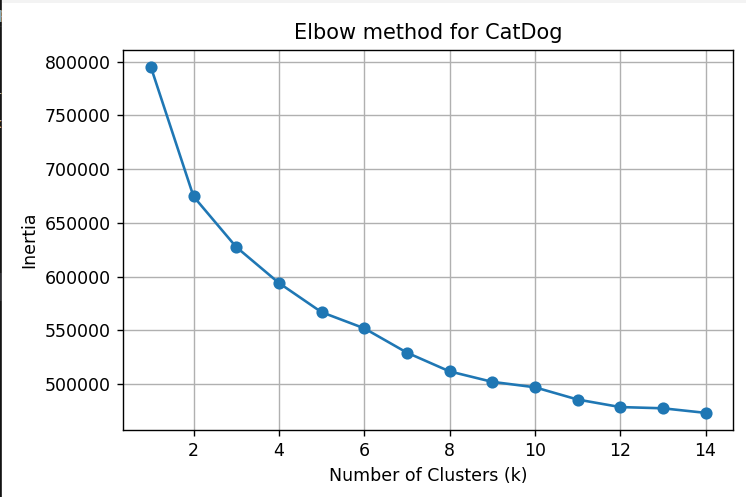 Elbow method for CatDog
800000
750000
700000
650000
600000
550000
500000
Inertia
2 4 6 8 10 12 14
Number of Clusters (k)